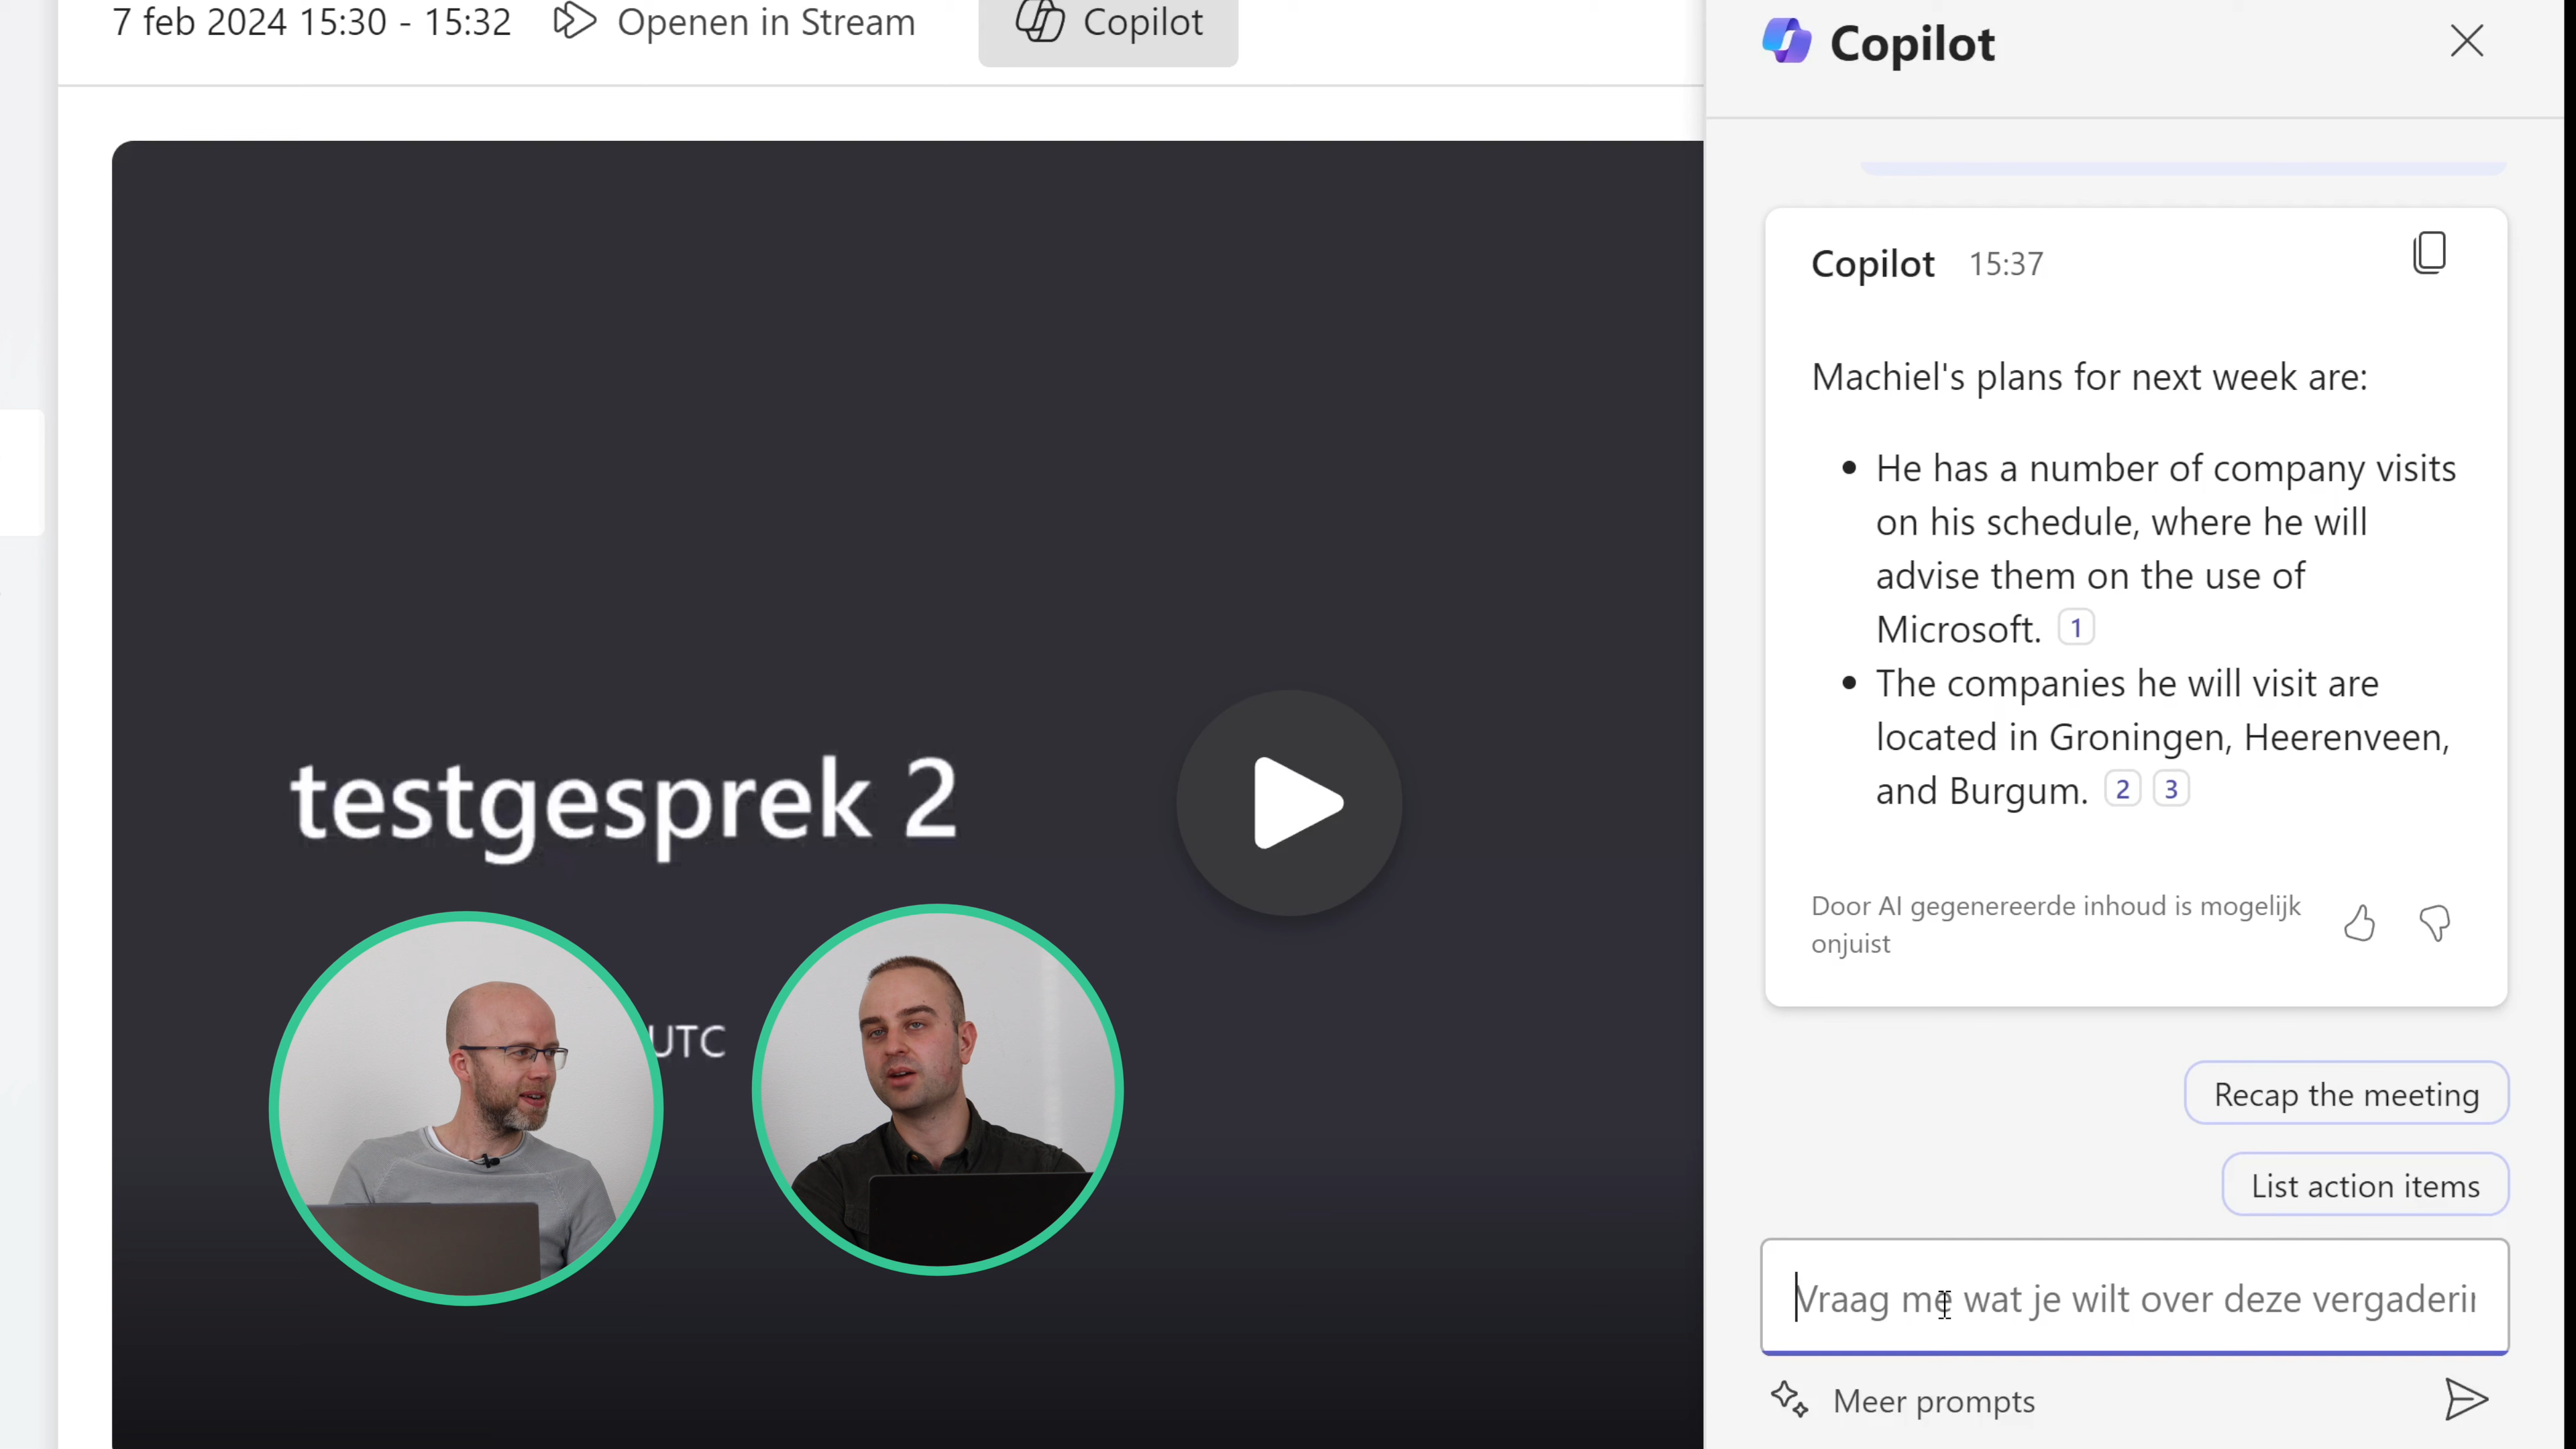 7 feb 2024 15:30 - 15:32
Openen in Stream
Copilot
testgesprek 2
UTC
Copilot
Copilot 15:37
Machiel's plans for next week are:
• He has a number of company visits
on his schedule, where he will
advise them on the use of
Microsoft. 1
• The companies he will visit are
located in Groningen, Heerenveen,
and Burgum. 2 3
Door AI gegenereerde inhoud is mogelijk
onjuist
Recap the meeting
List action items
Vraag me wat je wilt over deze
Meer prompts